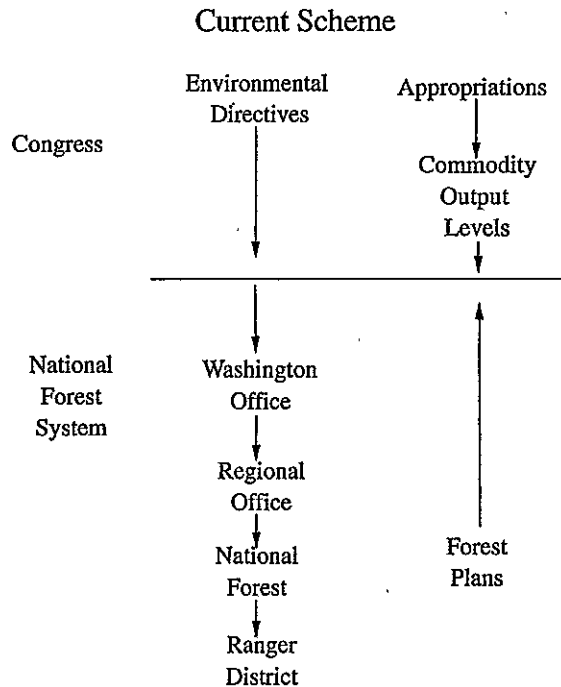 Current Scheme
Environmental
Directives
Appropriations
Congress
Commodity
Output
Levels
National
Forest
System
Washington
Office
Regional
Office
National
Forest
Forest
Plans
Ranger
District